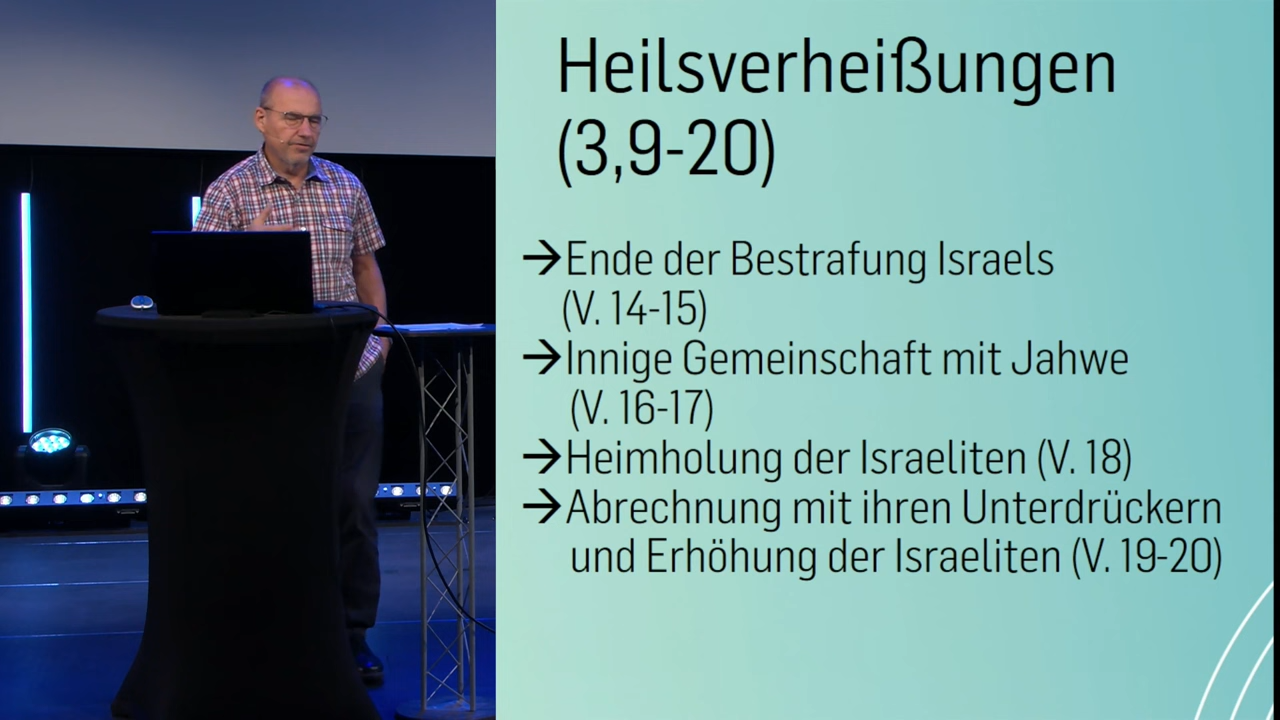 Heilsverheißungen
(3,9-20)
→Ende der Bestrafung Israels
(V. 14-15)
→Innige Gemeinschaft mit Jahwe
(V. 16-17)
→Heimholung der Israeliten (V. 18)
→Abrechnung mit ihren Unterdrückern
und Erhöhung der Israeliten (V. 19-20)